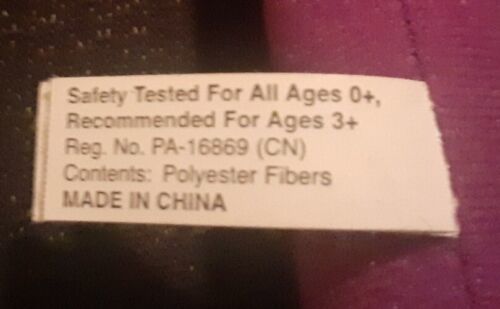 Safety Tested For All Ages 0+,
Recommended For Ages 3+
Reg. No. PA-16869 (CN)
Contents: Polyester Fibers
MADE IN CHINA